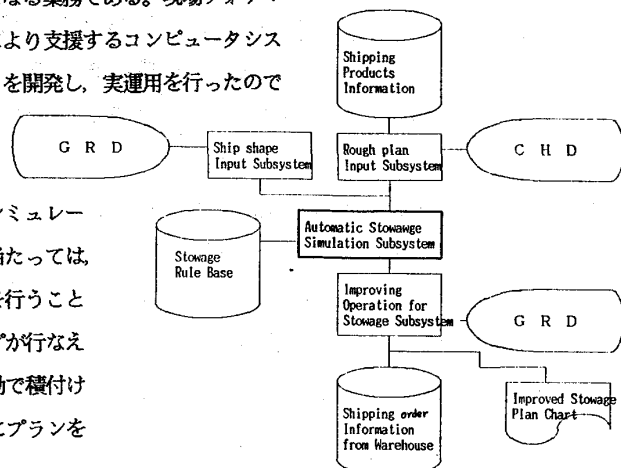 なる業務である。現場フォ
により支援するコンピュータシス
を開発し，実運用を行ったので
ミュレー
当たっては，
を行うこと
が行なえ
動で積付け
にプランを
Shipping
Products
Information
G R D
Ship shape
Input Subsystem
Rough plan
Input Subsystem
C H D
Stowage
Rule Base
Automatic Stowawge
Simulation Subsystem
Improving
Operation for
Stowage Subsystem
G R D
Shipping order
Information
from Warehouse
Improved Stowage
Plan Chart